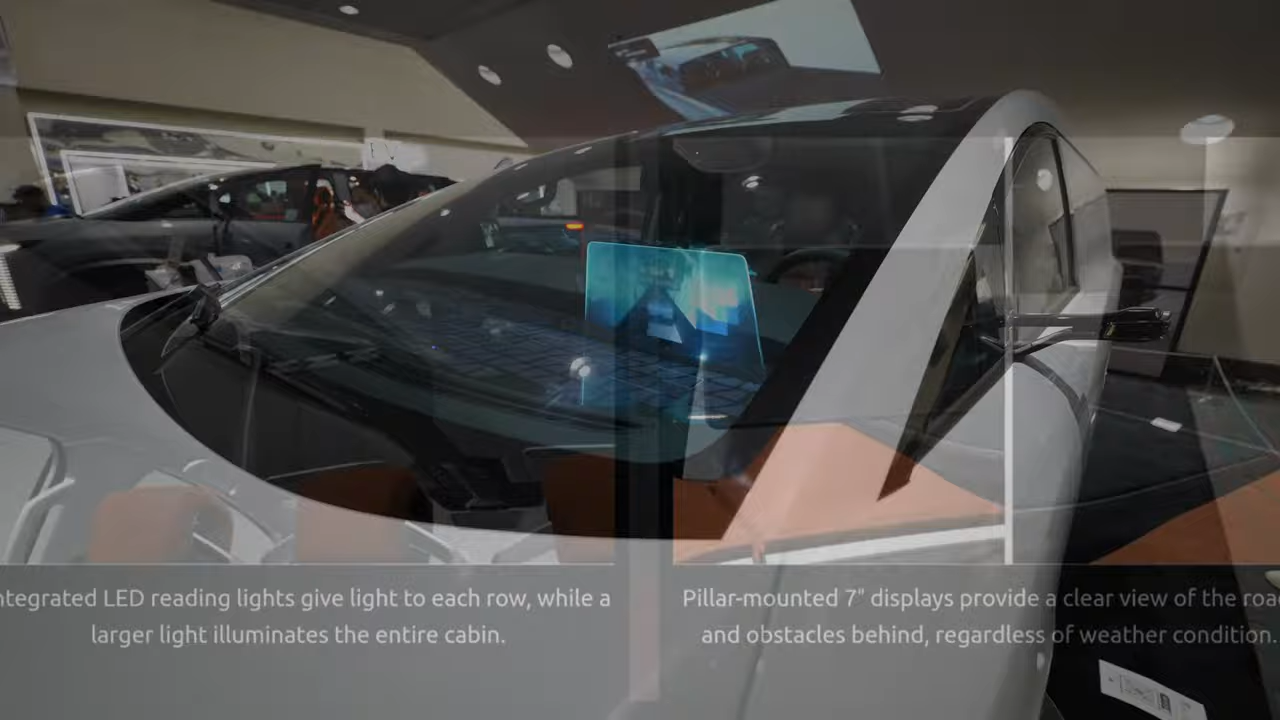 ntegrated LED reading lights give light to each row, while a
larger light illuminates the entire cabin.
Pillar-mounted 7" displays provide a clear view of the roa
and obstacles behind, regardless of weather condition.